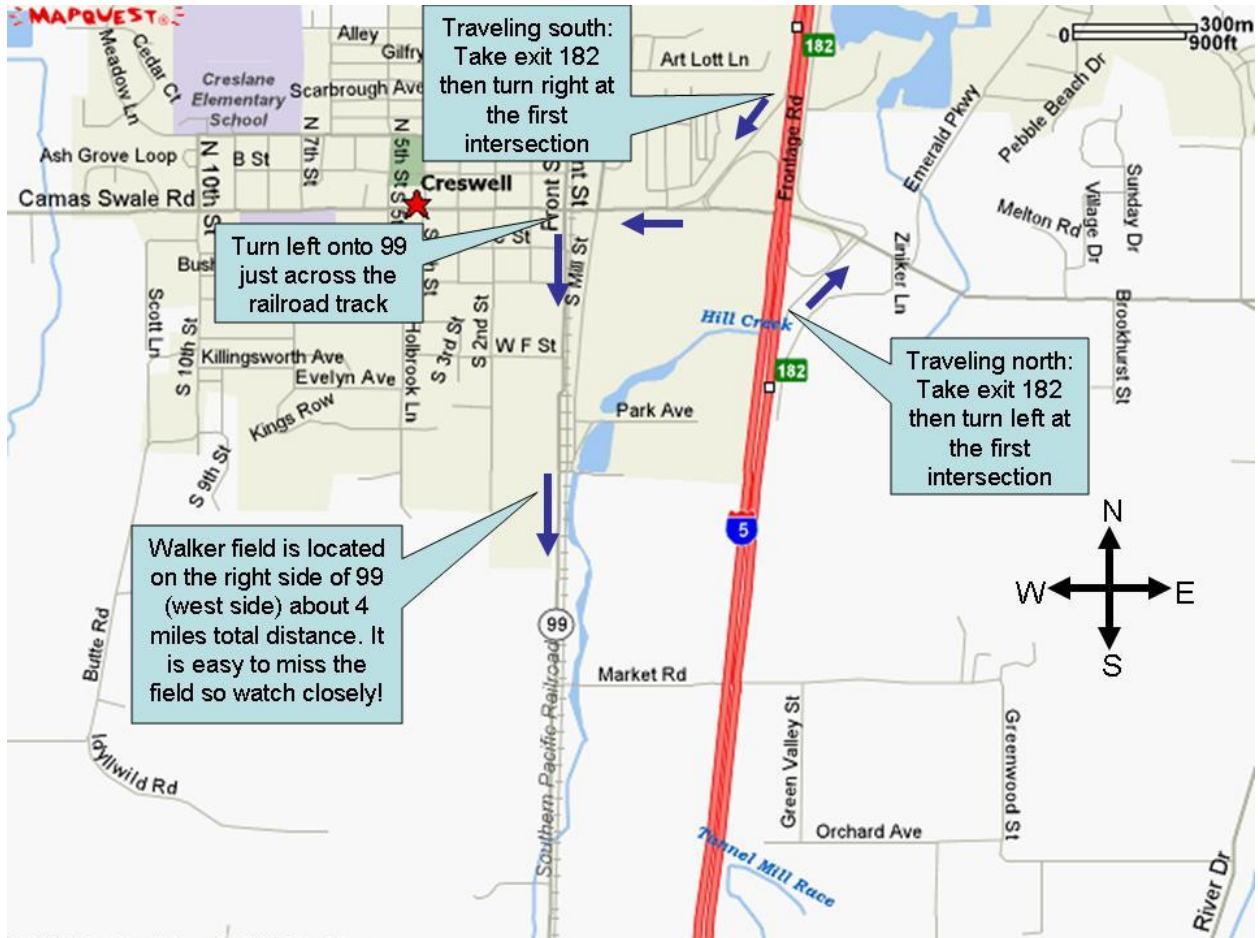 MAPQUEST
Traveling south:
Take exit 182
then turn right at
the first
intersection
182
300m
0
900ft
Meadow Ln
Cedar Ct
Alley
Gilfry
Creslane
Elementary
School
Scarbrough Ave
Art Lott Ln
Frontage Rd
Emerald Pkwy
Pebble Beach Dr
Ash Grove Loop
N 10th St
B St
N 7th St
N 5th St
Creswell
Front S
nt St
Camas Swale Rd
S 5t
Melton Rd
Village Dr
Sunday Dr
Turn left onto 99
just across the
railroad track
C St
th St
Bush
S Mill St
Ziniker Ln
Scott Ln
S 10th St
Killingsworth Ave
Evelyn Ave
Kings Row
S 9th St
Holbrook Ln
S 3rd St
S 2nd St
W F St
Hill Creek
182
Park Ave
Brookhurst St
Traveling north:
Take exit 182
then turn left at
the first
intersection
5
N
W
E
S
Walker field is located
on the right side of 99
(west side) about 4
miles total distance. It
is easy to miss the
field so watch closely!
99
Southern Pacific Railroad
Butte Rd
Idyllwild Rd
Market Rd
Green Valley St
Greenwood St
Orchard Ave
Tunnel Mill Race
River Dr